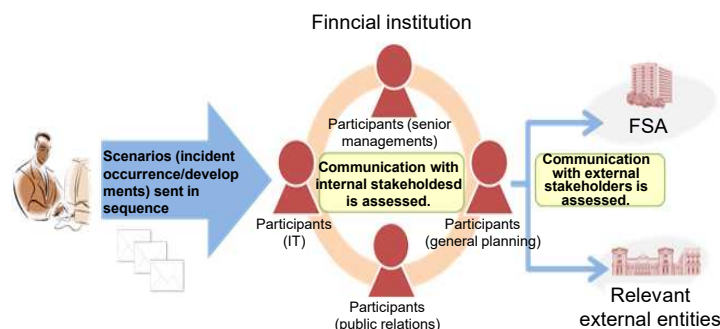 Finncial institution
Participants (senior
managements)
FSA
Scenarios (incident
occurrence/develop
ments) sent in
sequence
Communication with
internal stakeholdesd
is assessed.
Communication
with external
stakeholders is
assessed.
Participants
(IT)
Participants
(general planning)
Participants
(public relations)
Relevant
external entities